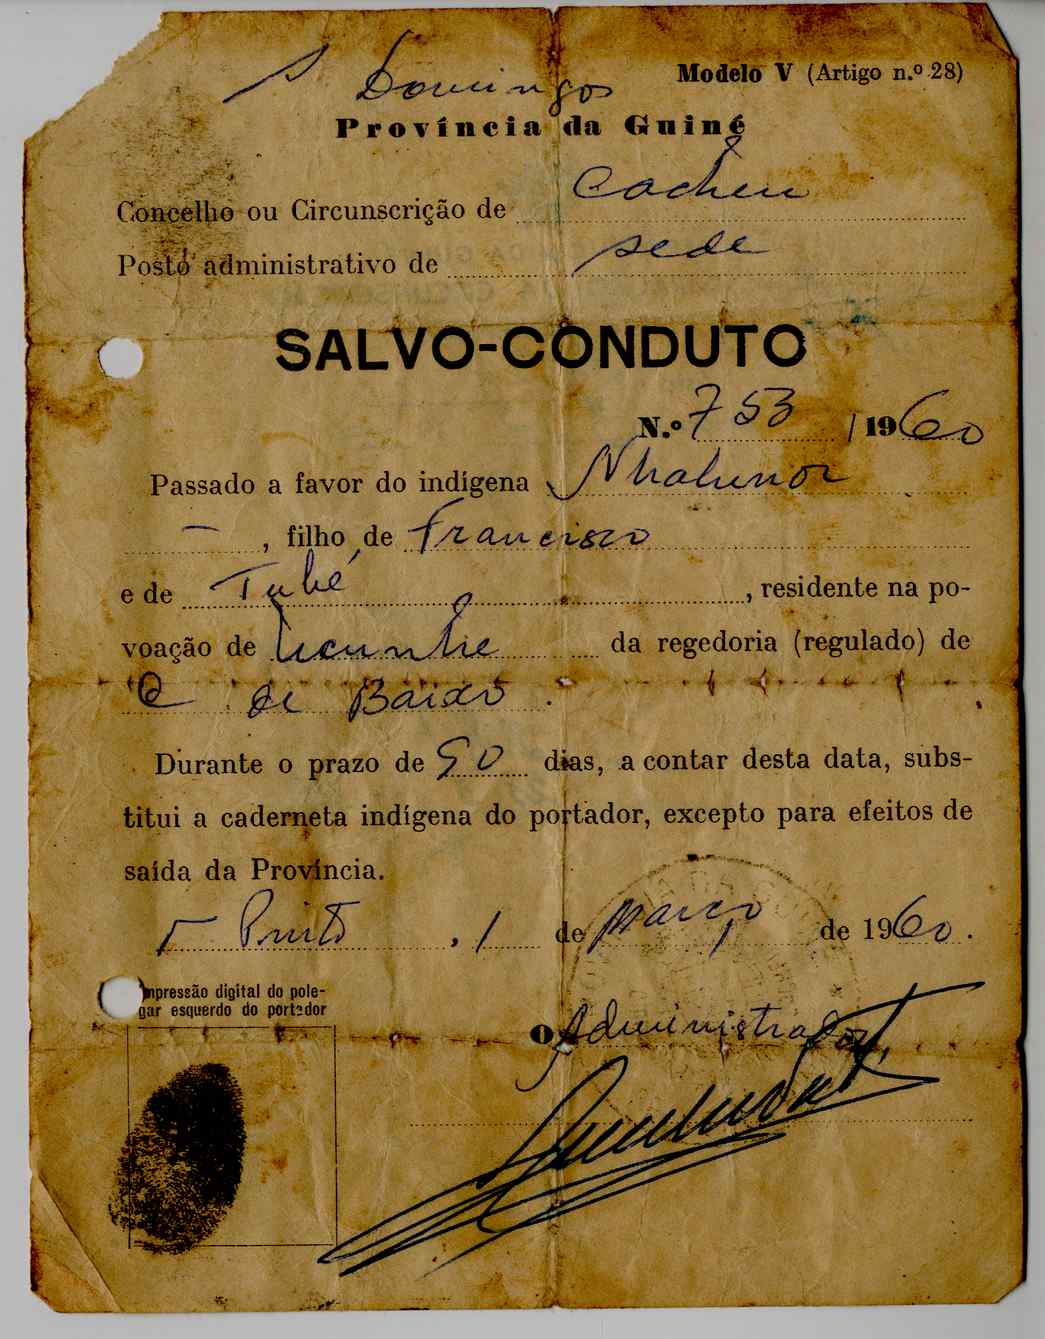 S Domingos
Modelo V (Artigo n.º 28)
Província da Guiné
Concelho ou Circunscrição de Cacheu
Posto administrativo de sede
SALVO-CONDUTO
N.º 753 / 1960
Passado a favor do indígena
—, filho de Francisco
e de Tubé, residente na po-
voação de da regedoria (regulado) de
de Baixo.
Durante o prazo de 90 dias, a contar desta data, subs-
titui a caderneta indígena do portador, excepto para efeitos de
saída da Província.
, 1 de março de 1960.
Impressão digital do pole-
gar esquerdo do portador
O Administrador,